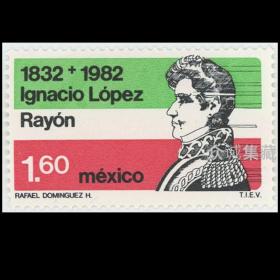 1832 + 1982
Ignacio López
Rayón
1.60
méxico
RAFAEL DOMINGUEZ H.
T.I.E.V.